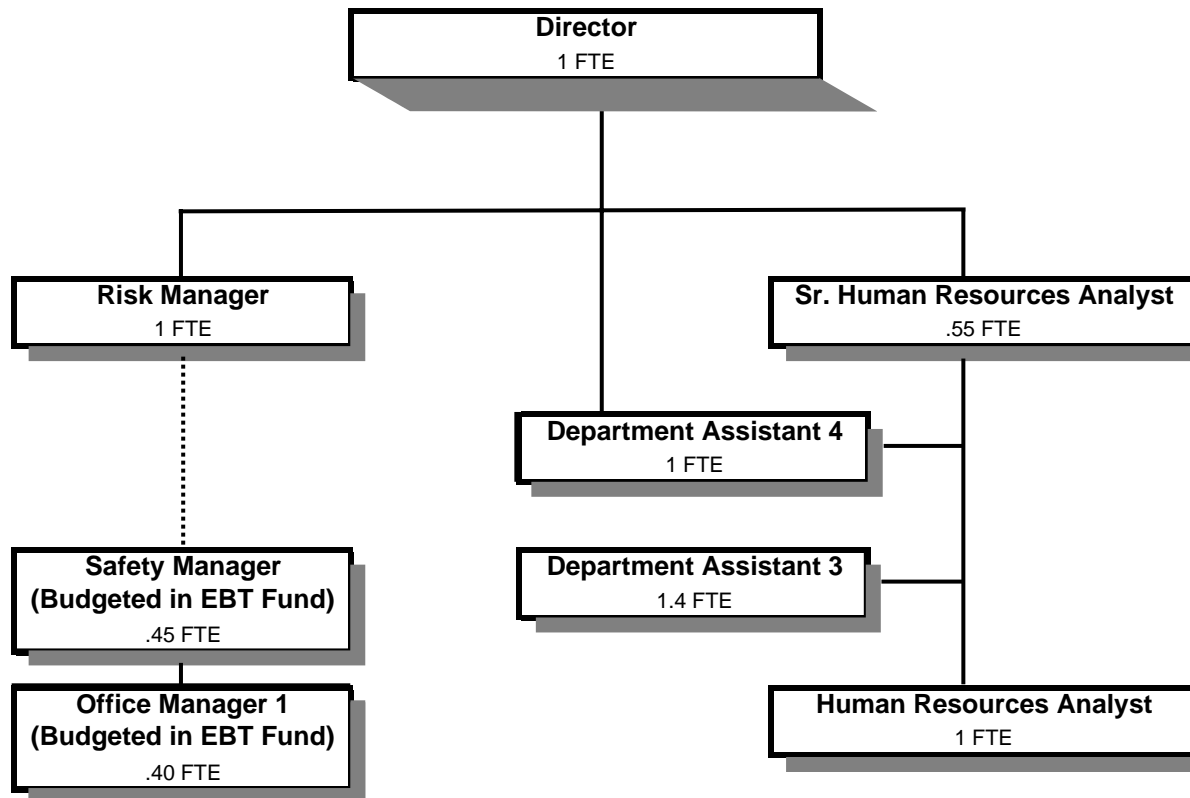 Director
1 FTE
Risk Manager
1 FTE
Sr. Human Resources Analyst
.55 FTE
Department Assistant 4
1 FTE
Safety Manager
(Budgeted in EBT Fund)
.45 FTE
Department Assistant 3
1.4 FTE
Office Manager 1
(Budgeted in EBT Fund)
.40 FTE
Human Resources Analyst
1 FTE